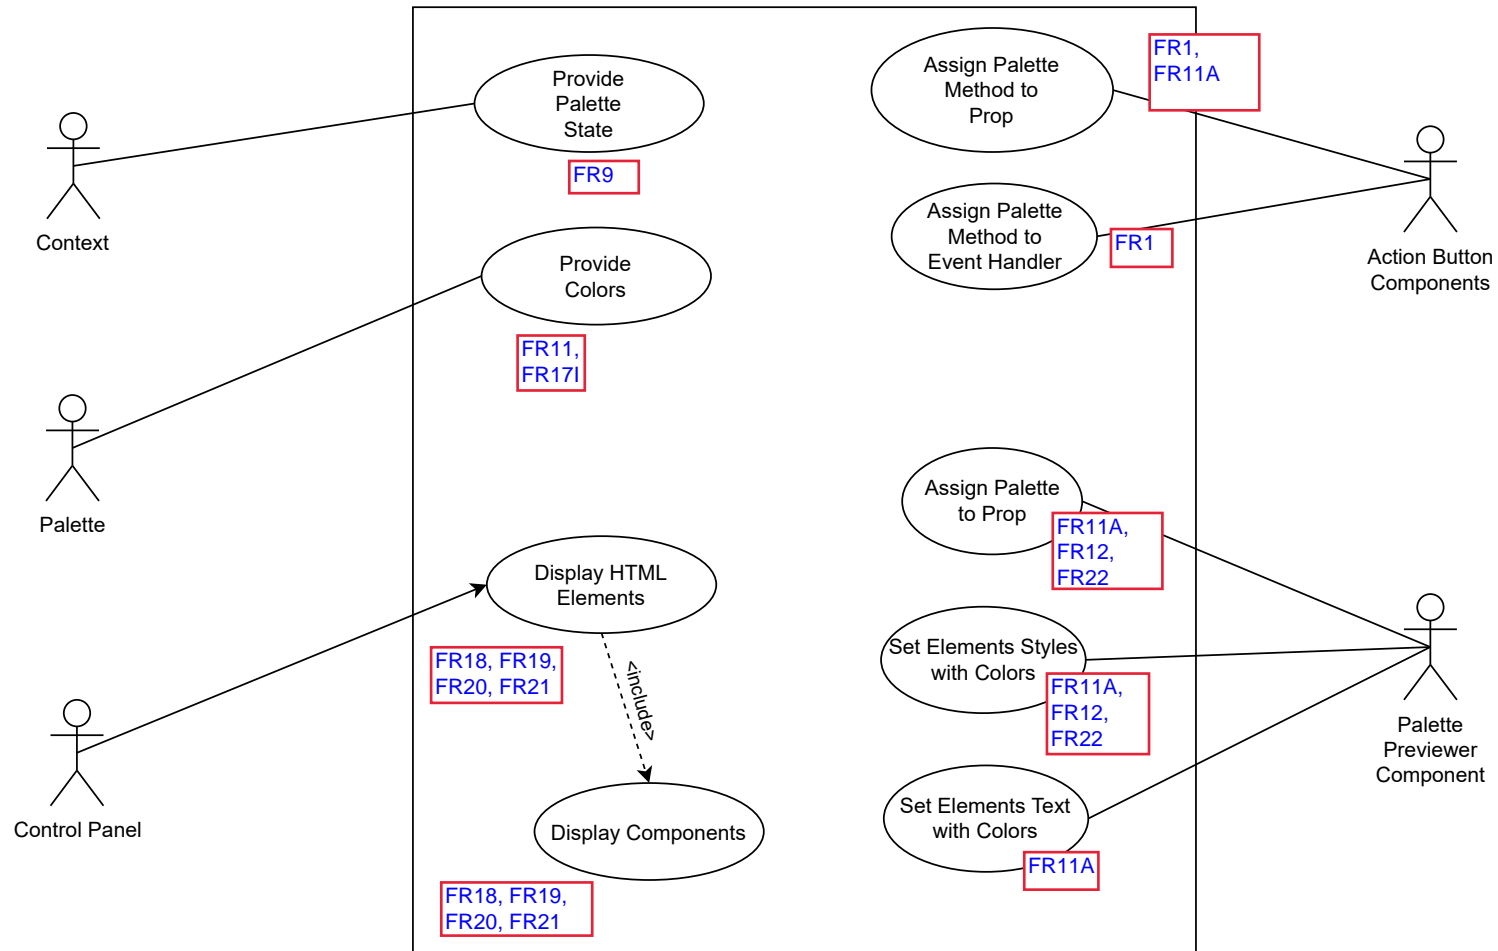 Provide
Palette
State
FR9
Context
Provide
Colors
FR11,
FR17I
Palette
Display HTML
Elements
FR18, FR19,
FR20, FR21
<include>
Control Panel
Display Components
FR18, FR19,
FR20, FR21
Assign Palette
Method to
Prop
FR1,
FR11A
Assign Palette
Method to
Event Handler
FR1
Action Button
Components
Assign Palette
to Prop
FR11A,
FR12,
FR22
Set Elements Styles
with Colors
FR11A,
FR12,
FR22
Palette
Previewer
Component
Set Elements Text
with Colors
FR11A